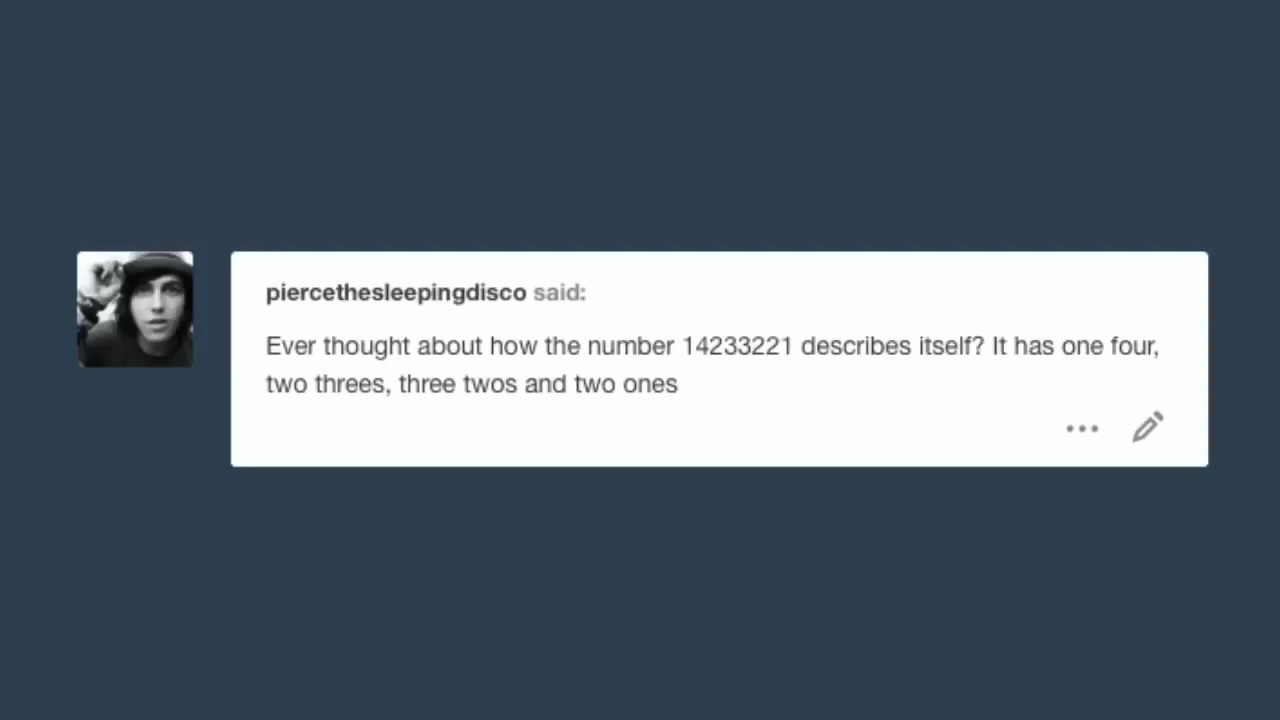 piercethesleepingdisco said:
Ever thought about how the number 14233221 describes itself? It has one four,
two threes, three twos and two ones